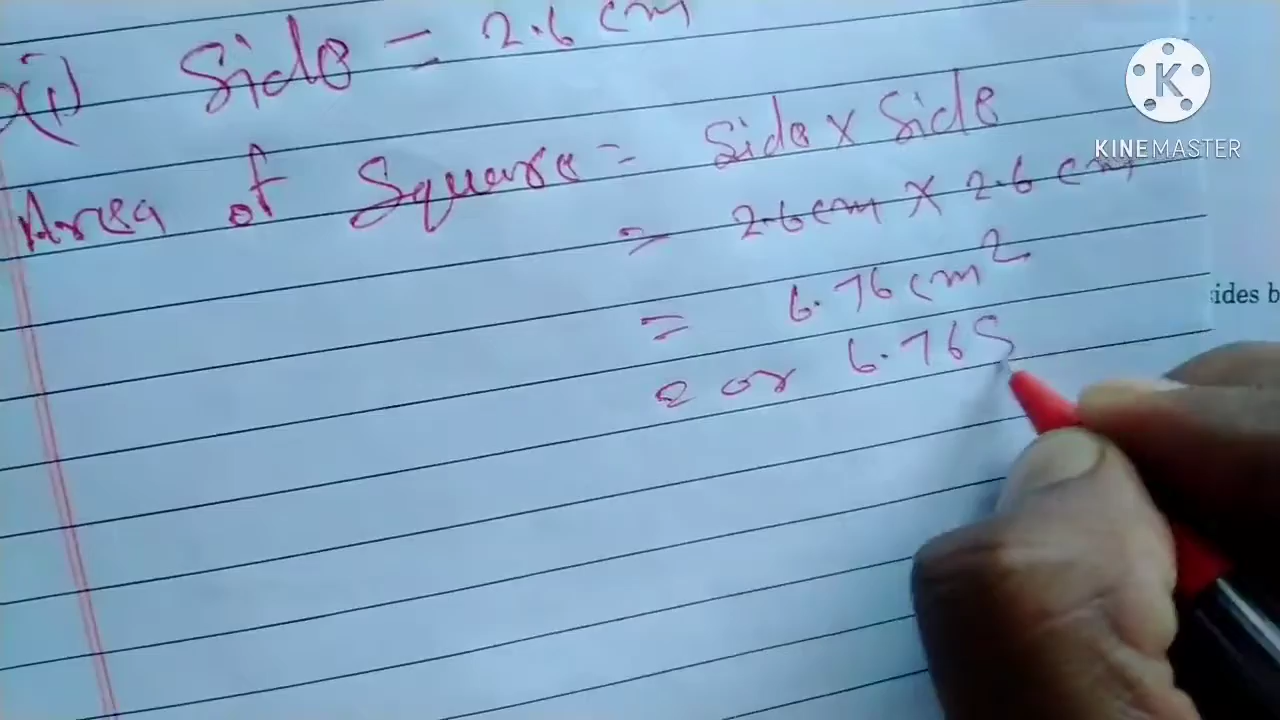 (i) Side = 2.6 cm
Area of Square = Side x Side
= 2.6 cm x 2.6 cm
= 6.76 cm²
= or 6.76 S
K
KINEMASTER
sides b